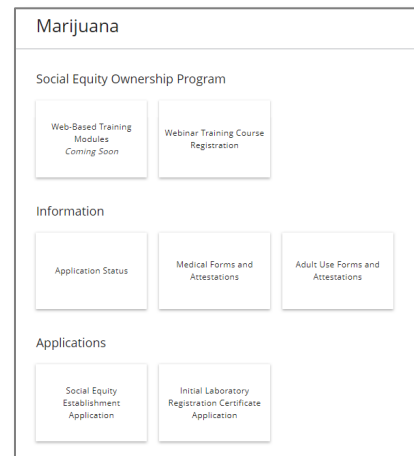 Marijuana
Social Equity Ownership Program
Web-Based Training
Modules
Coming Soon
Webinar Training Course
Registration
Information
Application Status
Medical Forms and
Attestations
Adult Use Forms and
Attestations
Applications
Social Equity
Establishment
Application
Initial Laboratory
Registration Certificate
Application